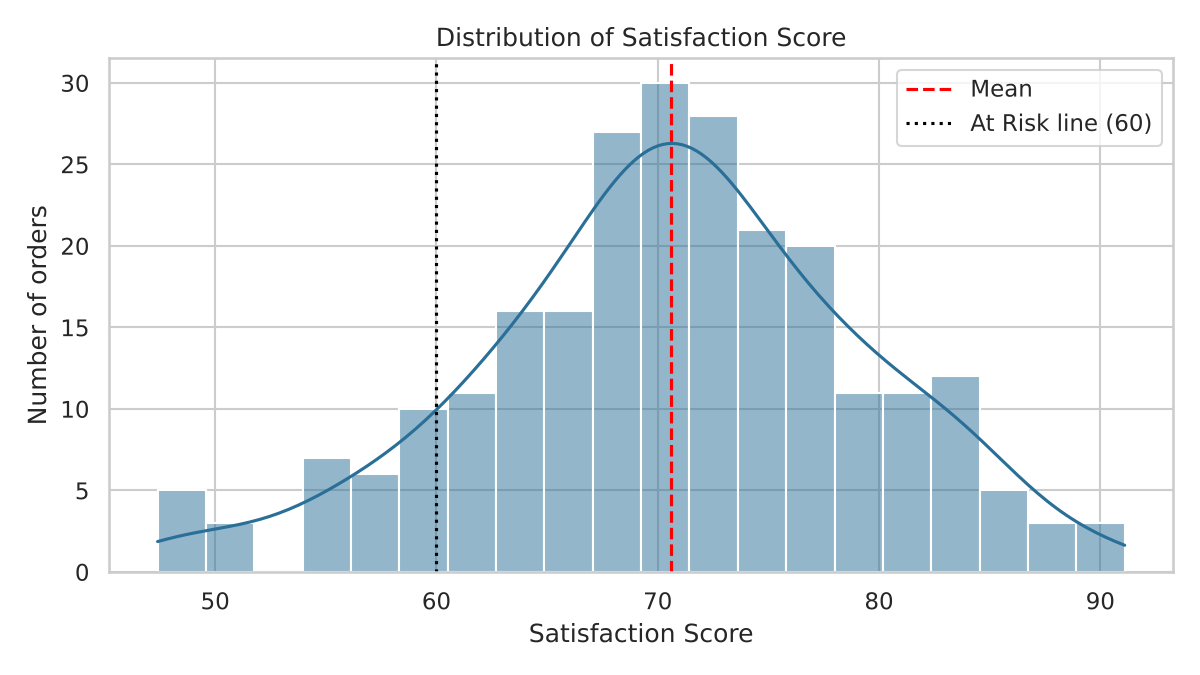 Distribution of Satisfaction Score
30
25
20
15
10
5
0
Number of orders
Mean
At Risk line (60)
50 60 70 80 90
Satisfaction Score